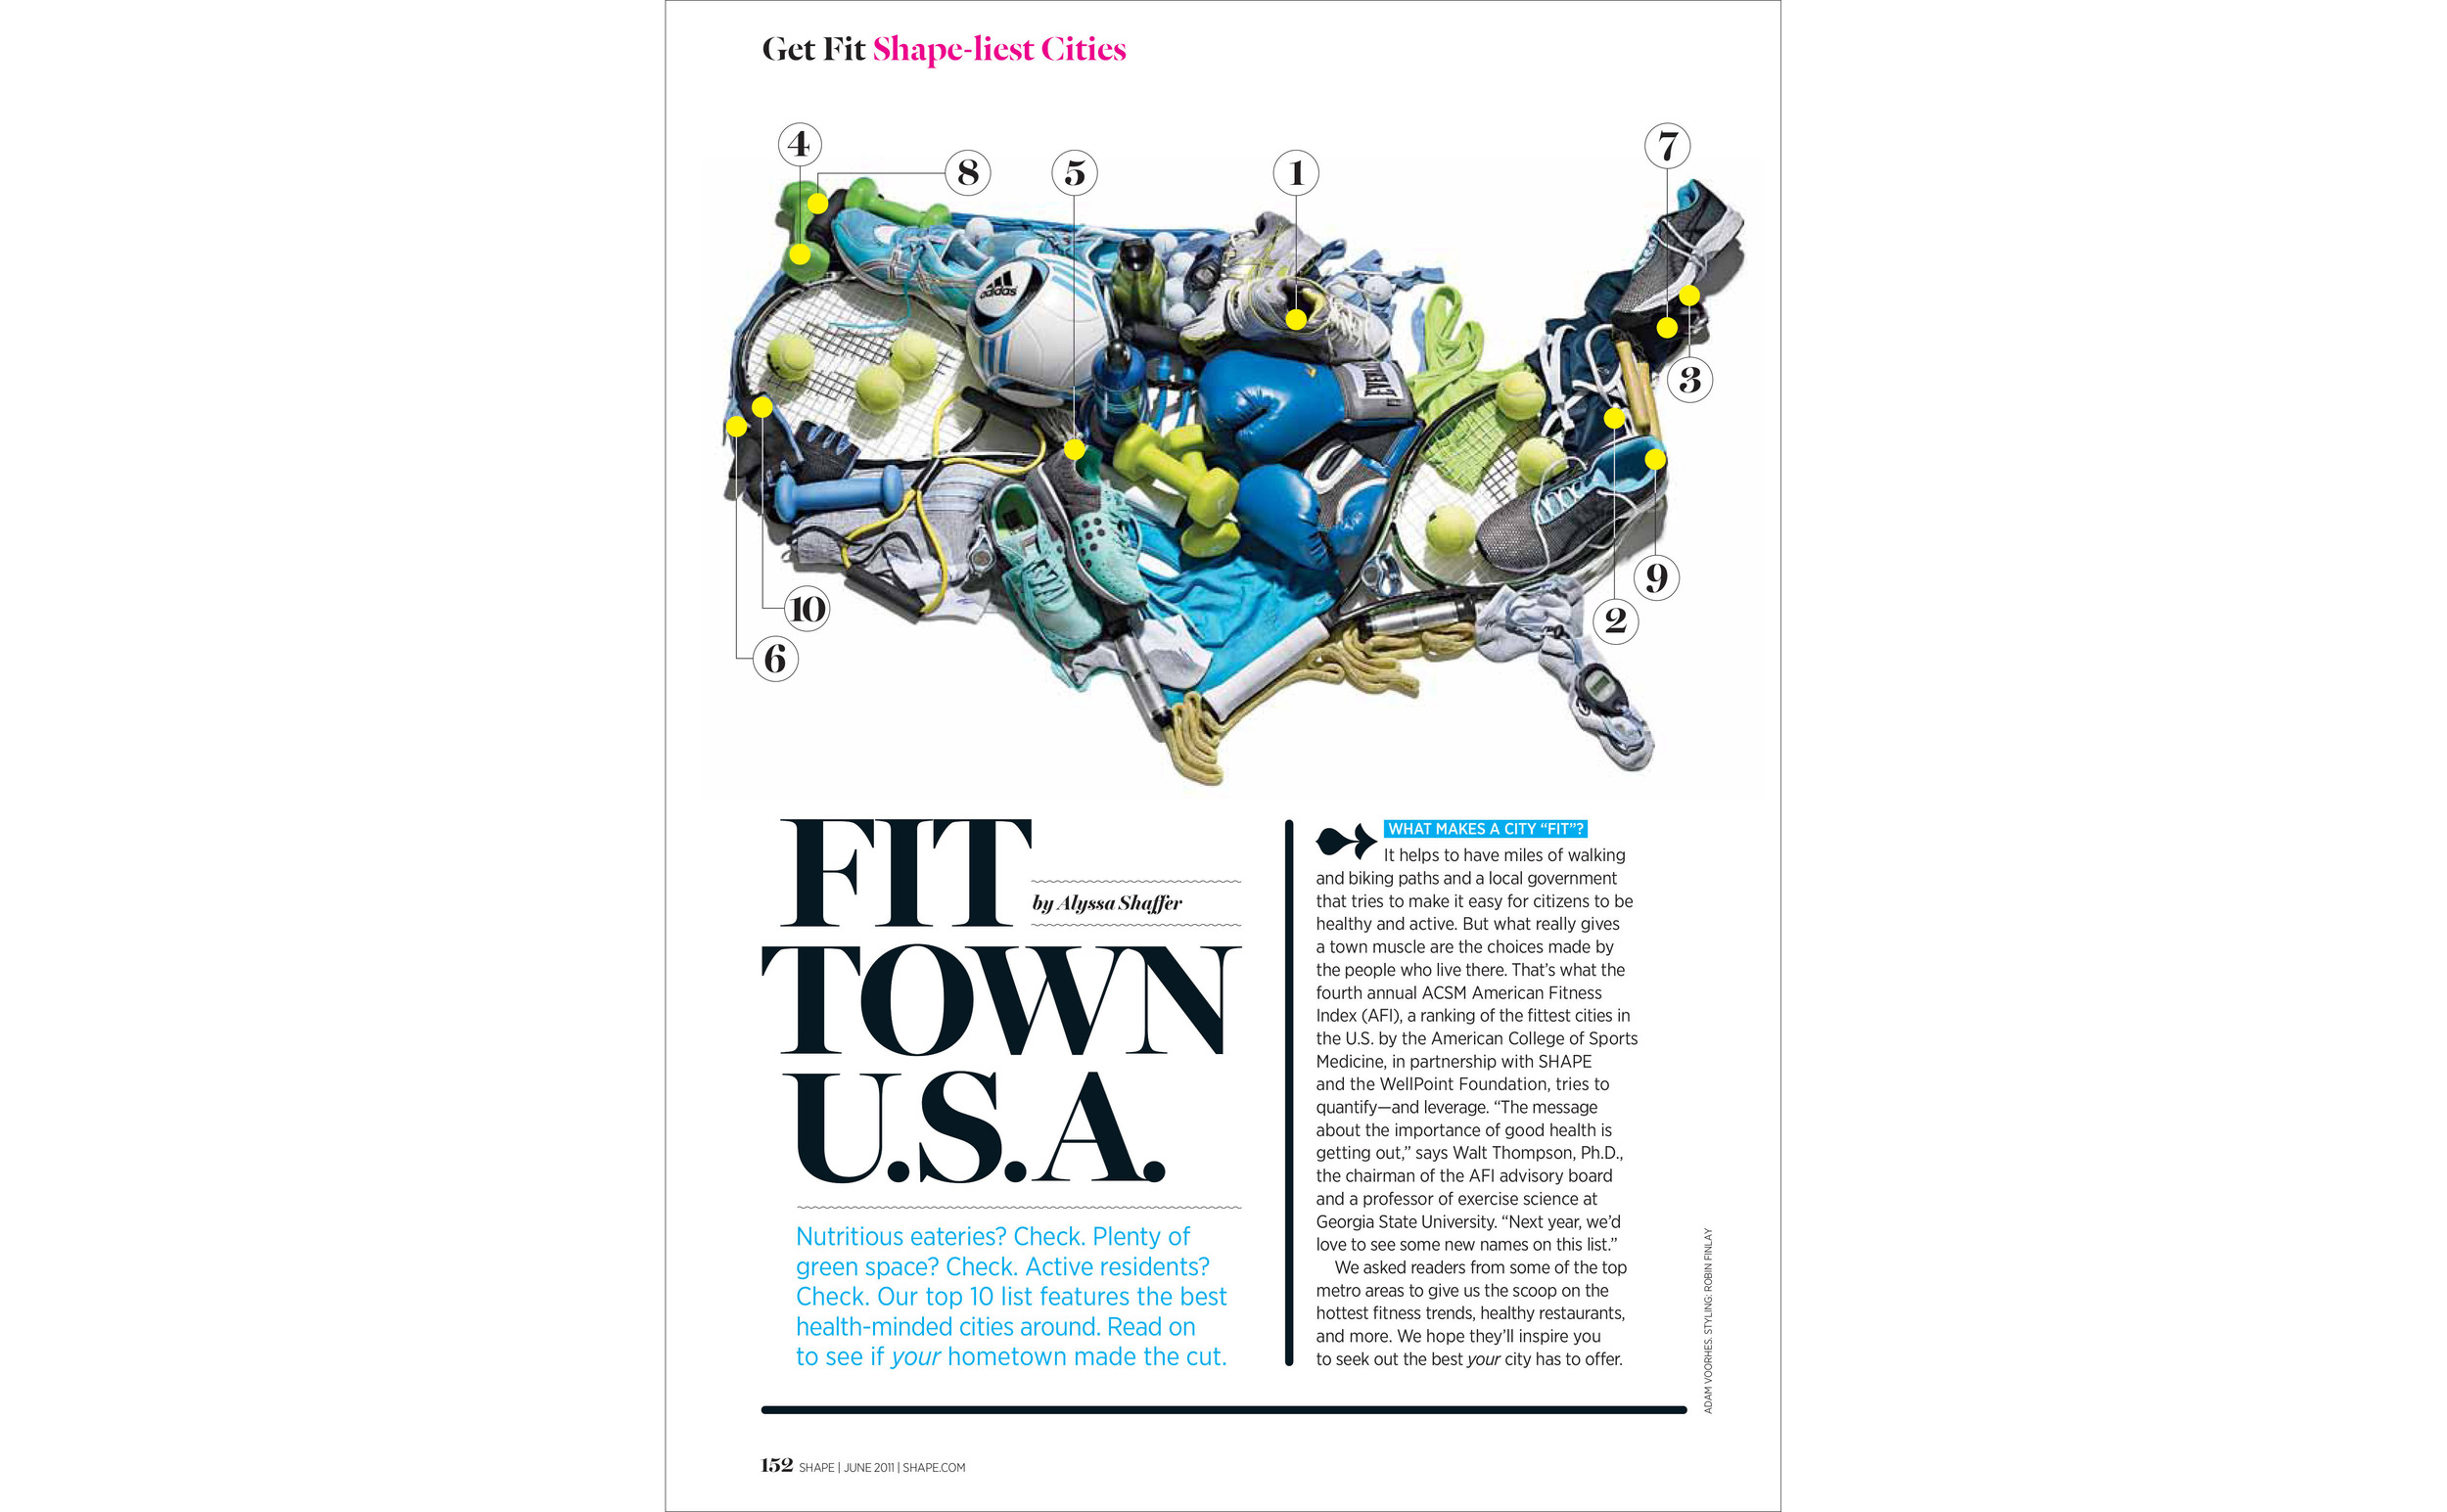 Get Fit Shape-liest Cities
4
8
5
1
7
adidas
3
10
6
9
2
FIT
by Alyssa Shaffer
TOWN
U.S.A.
Nutritious eateries? Check. Plenty of
green space? Check. Active residents?
Check. Our top 10 list features the best
health-minded cities around. Read on
to see if your hometown made the cut.
WHAT MAKES A CITY “FIT”?
It helps to have miles of walking
and biking paths and a local government
that tries to make it easy for citizens to be
healthy and active. But what really gives
a town muscle are the choices made by
the people who live there. That’s what the
fourth annual ACSM American Fitness
Index (AFI), a ranking of the fittest cities in
the U.S. by the American College of Sports
Medicine, in partnership with SHAPE
and the WellPoint Foundation, tries to
quantify—and leverage. “The message
about the importance of good health is
getting out,” says Walt Thompson, Ph.D.,
the chairman of the AFI advisory board
and a professor of exercise science at
Georgia State University. “Next year, we’d
love to see some new names on this list.”
We asked readers from some of the top
metro areas to give us the scoop on the
hottest fitness trends, healthy restaurants,
and more. We hope they’ll inspire you
to seek out the best your city has to offer.
ADAM VOORHES. STYLING: ROBIN FINLAY
152 SHAPE | JUNE 2011 | SHAPE.COM